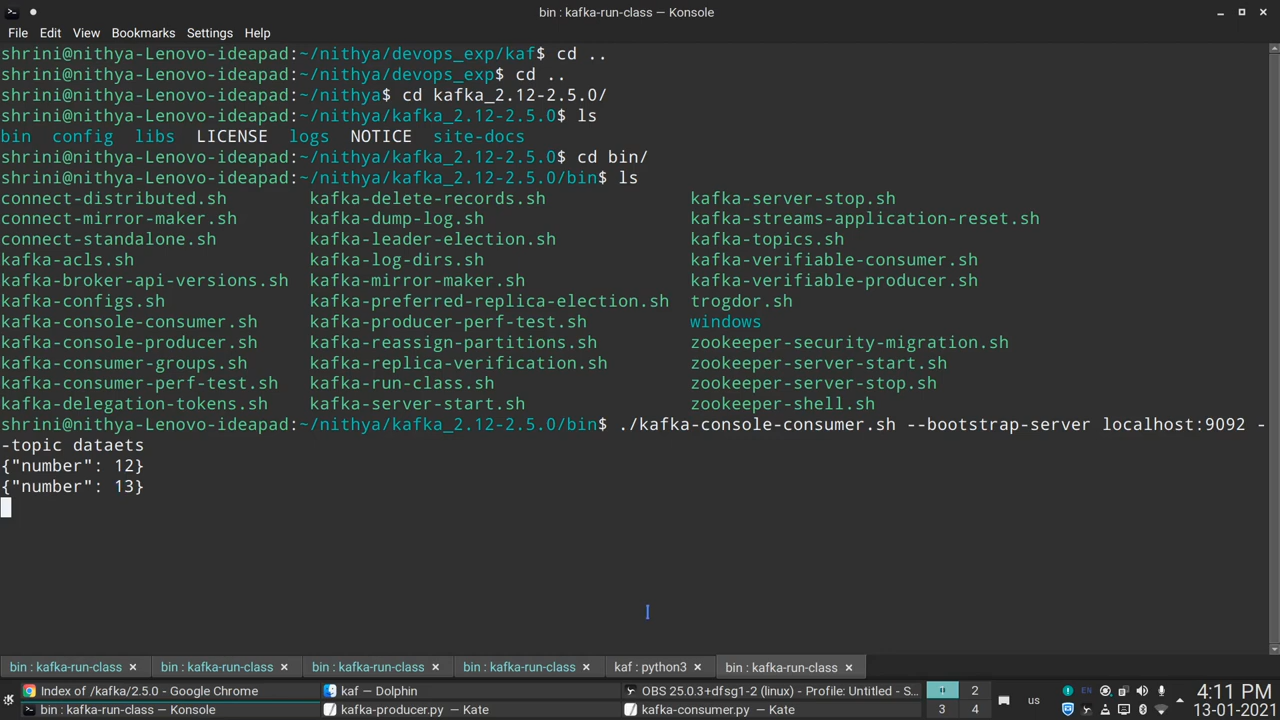 bin : kafka-run-class — Konsole
File Edit View Bookmarks Settings Help
shrini@nithya-Lenovo-ideapad:~/nithya/devops_exp/kaf$ cd ..
shrini@nithya-Lenovo-ideapad:~/nithya/devops_exp$ cd ..
shrini@nithya-Lenovo-ideapad:~/nithya$ cd kafka_2.12-2.5.0/
shrini@nithya-Lenovo-ideapad:~/nithya/kafka_2.12-2.5.0$ ls
bin config libs LICENSE logs NOTICE site-docs
shrini@nithya-Lenovo-ideapad:~/nithya/kafka_2.12-2.5.0$ cd bin/
shrini@nithya-Lenovo-ideapad:~/nithya/kafka_2.12-2.5.0/bin$ ls
connect-distributed.sh kafka-delete-records.sh kafka-server-stop.sh
connect-mirror-maker.sh kafka-dump-log.sh kafka-streams-application-reset.sh
connect-standalone.sh kafka-leader-election.sh kafka-topics.sh
kafka-acls.sh kafka-log-dirs.sh kafka-verifiable-consumer.sh
kafka-broker-api-versions.sh kafka-mirror-maker.sh kafka-verifiable-producer.sh
kafka-configs.sh kafka-preferred-replica-election.sh trogdor.sh
kafka-console-consumer.sh kafka-producer-perf-test.sh windows
kafka-console-producer.sh kafka-reassign-partitions.sh zookeeper-security-migration.sh
kafka-consumer-groups.sh kafka-replica-verification.sh zookeeper-server-start.sh
kafka-consumer-perf-test.sh kafka-run-class.sh zookeeper-server-stop.sh
kafka-delegation-tokens.sh kafka-server-start.sh zookeeper-shell.sh
shrini@nithya-Lenovo-ideapad:~/nithya/kafka_2.12-2.5.0/bin$ ./kafka-console-consumer.sh --bootstrap-server localhost:9092 -
-topic dataets
{"number": 12}
{"number": 13}
bin : kafka-run-class bin : kafka-run-class bin : kafka-run-class bin : kafka-run-class kaf : python3 bin : kafka-run-class
Index of /kafka/2.5.0 - Google Chrome kaf — Dolphin OBS 25.0.3+dfsg1-2 (linux) - Profile: Untitled - S... 2 us EN 4:11 PM
bin : kafka-run-class — Konsole kafka-producer.py — Kate kafka-consumer.py — Kate 3 4 13-01-2021